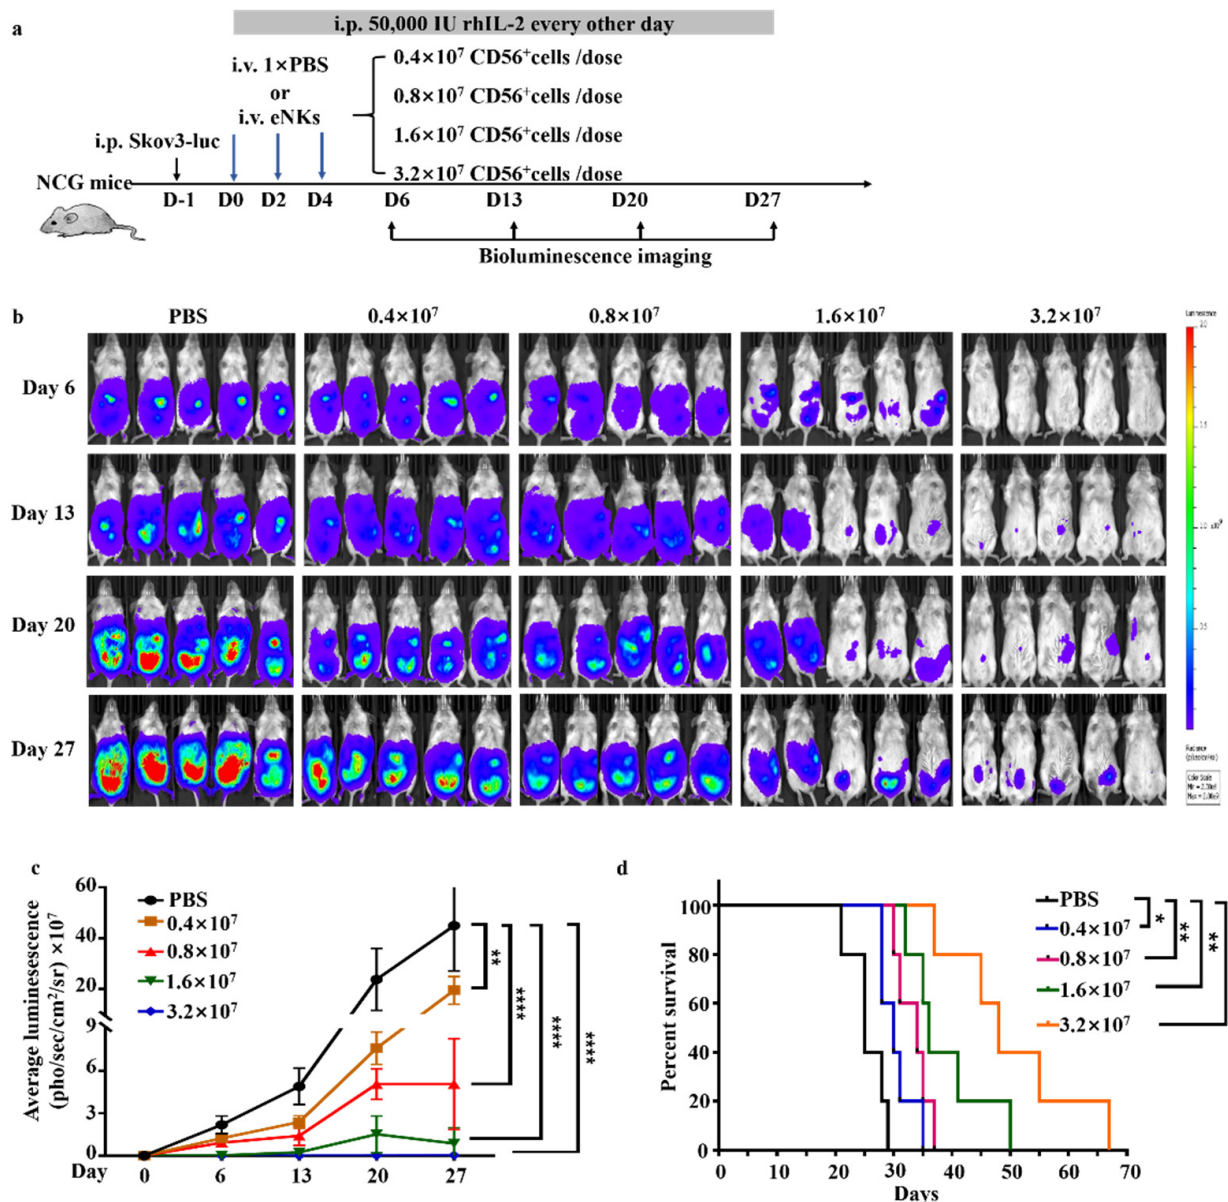 a
i.p. 50,000 IU rhIL-2 every other day
i.v. 1×PBS
or
i.v. eNKs
0.4×10⁷ CD56⁺cells /dose
0.8×10⁷ CD56⁺cells /dose
1.6×10⁷ CD56⁺cells /dose
3.2×10⁷ CD56⁺cells /dose
i.p. Skov3-luc
NCG mice
D-1 D0 D2 D4 D6 D13 D20 D27
Bioluminescence imaging
b
PBS 0.4×10⁷ 0.8×10⁷ 1.6×10⁷ 3.2×10⁷
Day 6
Day 13
Day 20
Day 27
Luminescence
Color Scale
c
Average luminesescence
(pho/sec/cm²/sr) ×10⁷
60
40
20
9
6
3
0
PBS
0.4×10⁷
0.8×10⁷
1.6×10⁷
3.2×10⁷
**
****
****
****
Day 0 6 13 20 27
d
Percent survival
100
80
60
40
20
0
PBS
0.4×10⁷
0.8×10⁷
1.6×10⁷
3.2×10⁷
*
**
**
**
0 10 20 30 40 50 60 70
Days